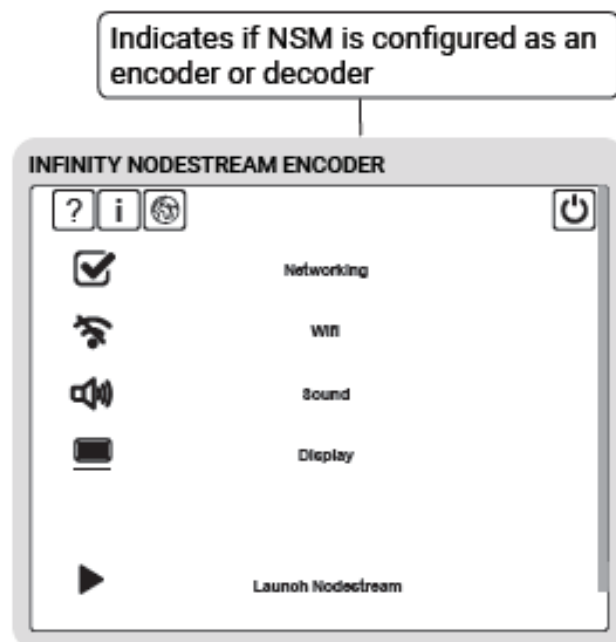 Indicates if NSM is configured as an
encoder or decoder
INFINITY NODESTREAM ENCODER
? i
Networking
Wifi
Sound
Display
Launch Nodestream